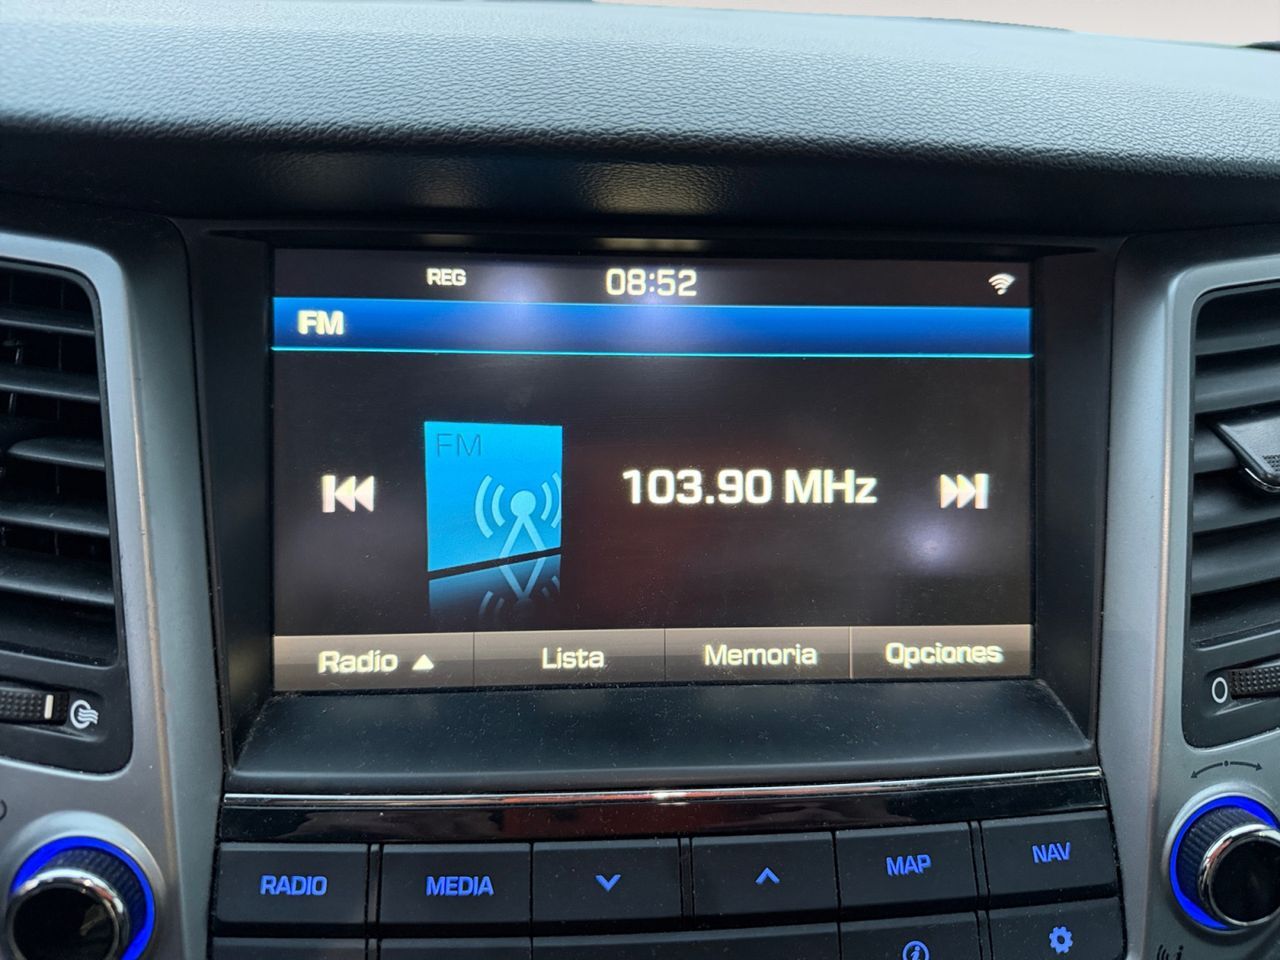 REG 08:52
FM
FM
103.90 MHz
Radio ▲ Lista Memoria Opciones
RADIO MEDIA MAP NAV